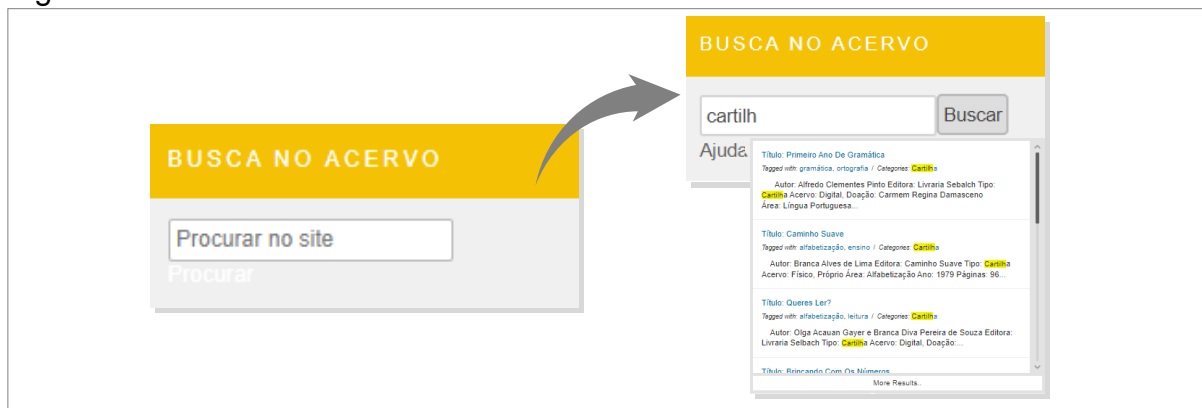 BUSCA NO ACERVO
Procurar no site
Procurar
BUSCA NO ACERVO
cartilh
Buscar
Ajuda
Título: Primeiro Ano De Gramática
Tagged with: gramática, ortografia / Categories: Cartilha
Autor: Alfredo Clementes Pinto Editora: Livraria Sebalch Tipo:
Cartilha Acervo: Digital, Doação: Carmem Regina Damasceno
Área: Língua Portuguesa...
Título: Caminho Suave
Tagged with: alfabetização, ensino / Categories: Cartilha
Autor: Branca Alves de Lima Editora: Caminho Suave Tipo: Cartilha
Acervo: Físico, Próprio Área: Alfabetização Ano: 1979 Páginas: 96...
Título: Queres Ler?
Tagged with: alfabetização, leitura / Categories: Cartilha
Autor: Olga Acauan Gayer e Branca Diva Pereira de Souza Editora:
Livraria Selbach Tipo: Cartilha Acervo: Digital, Doação:...
Título: Brincando Com Os Números
More Results..